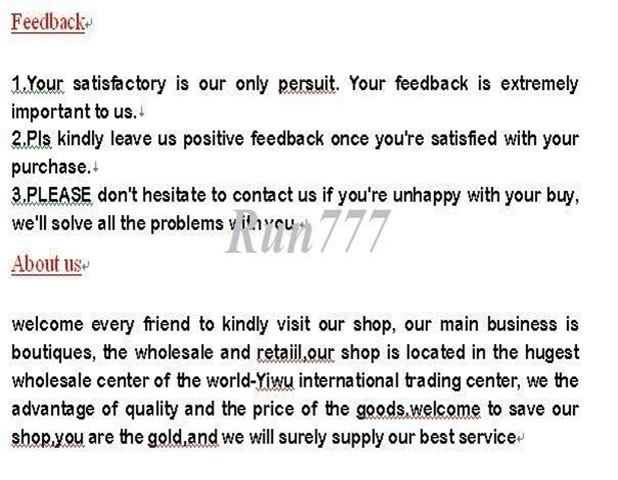 Feedback
1.Your satisfactory is our only persuit. Your feedback is extremely
important to us.
2.Pls kindly leave us positive feedback once you're satisfied with your
purchase.
3.PLEASE don't hesitate to contact us if you're unhappy with your buy,
we'll solve all the problems with you
Run777
About us
welcome every friend to kindly visit our shop, our main business is
boutiques, the wholesale and retaiil,our shop is located in the hugest
wholesale center of the world-Yiwu international trading center, we the
advantage of quality and the price of the goods,welcome to save our
shop,you are the gold,and we will surely supply our best service